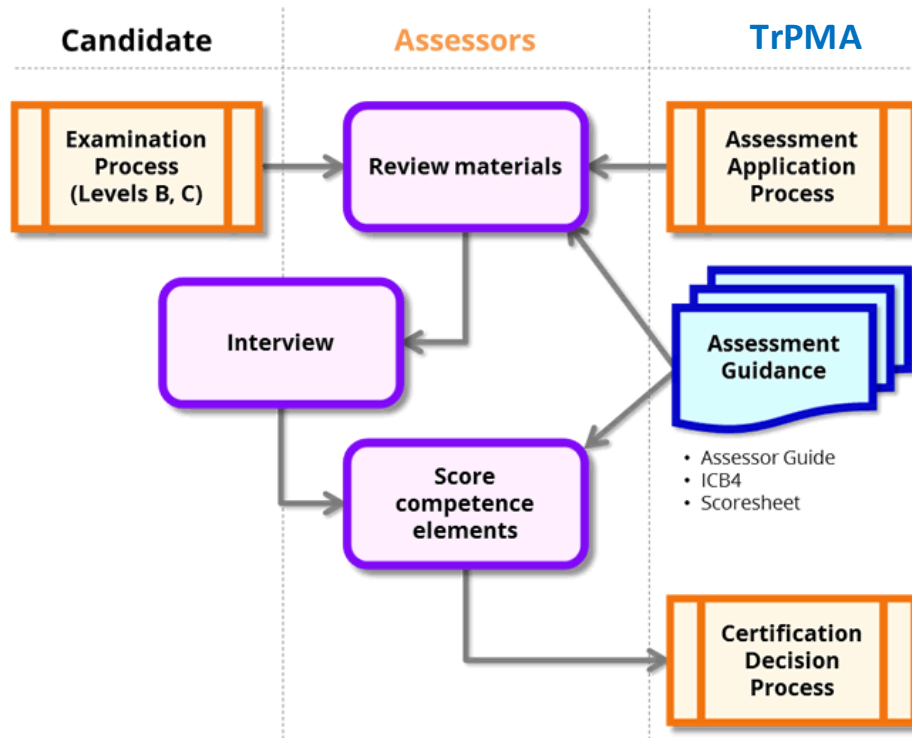 Candidate
Assessors
TrPMA
Examination
Process
(Levels B, C)
Review materials
Assessment
Application
Process
Interview
Assessment
Guidance
• Assessor Guide
• ICB4
• Scoresheet
Score
competence
elements
Certification
Decision
Process